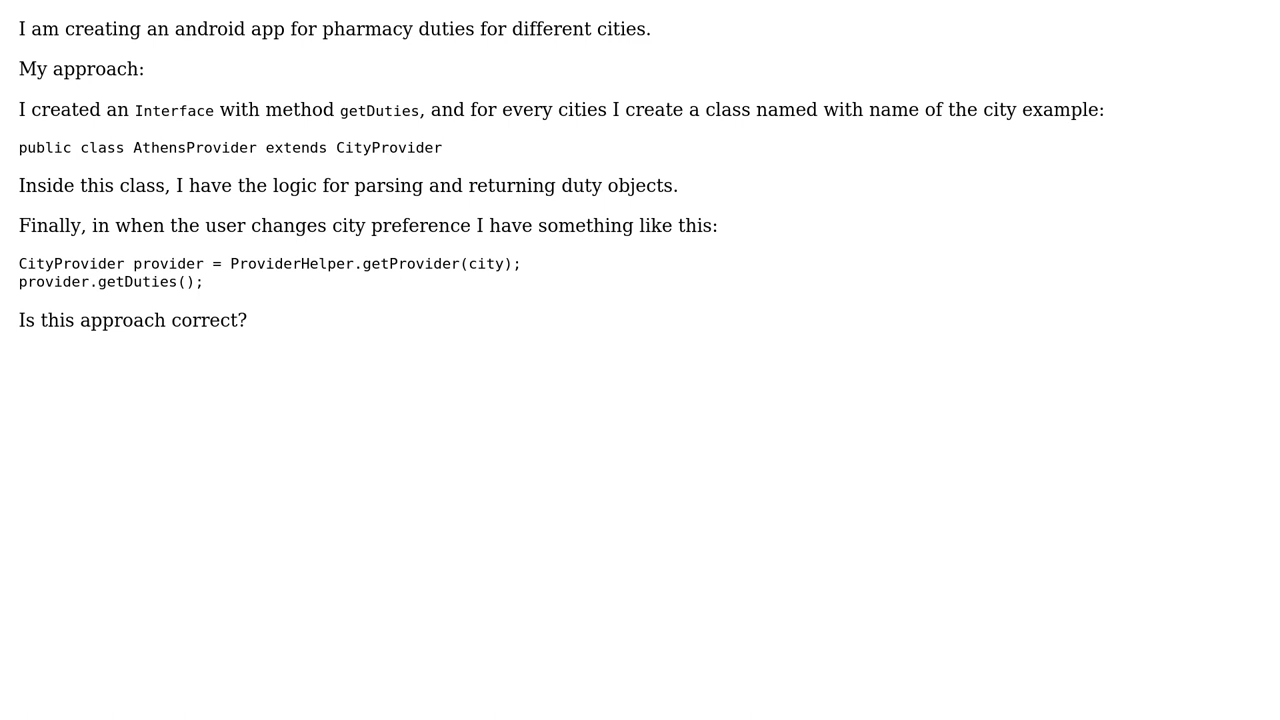 I am creating an android app for pharmacy duties for different cities.
My approach:
I created an Interface with method getDuties, and for every cities I create a class named with name of the city example:
public class AthensProvider extends CityProvider
Inside this class, I have the logic for parsing and returning duty objects.
Finally, in when the user changes city preference I have something like this:
CityProvider provider = ProviderHelper.getProvider(city);
provider.getDuties();
Is this approach correct?